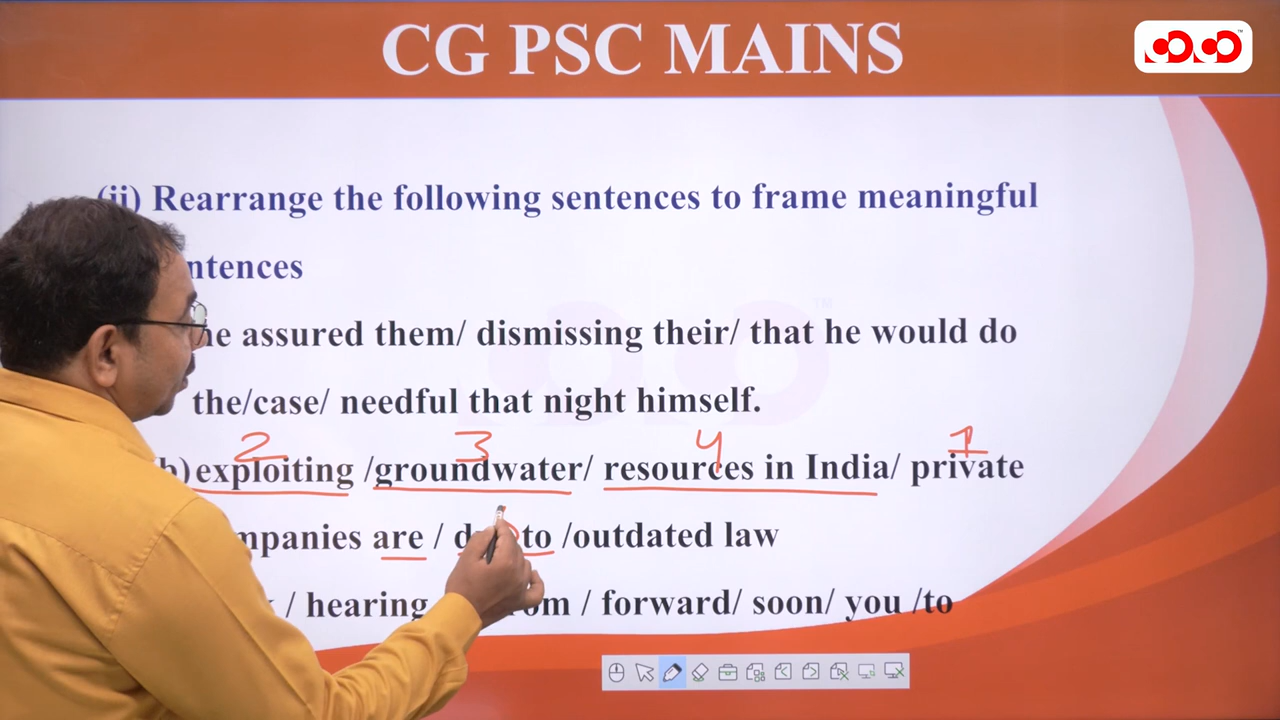 CG PSC MAINS
(ii) Rearrange the following sentences to frame meaningful
ntences
he assured them/ dismissing their/ that he would do
the/case/ needful that night himself.
2 3 4 1
b) exploiting /groundwater/ resources in India/ private
mpanies are / to /outdated law
/ hearing / forward/ soon/ you /to